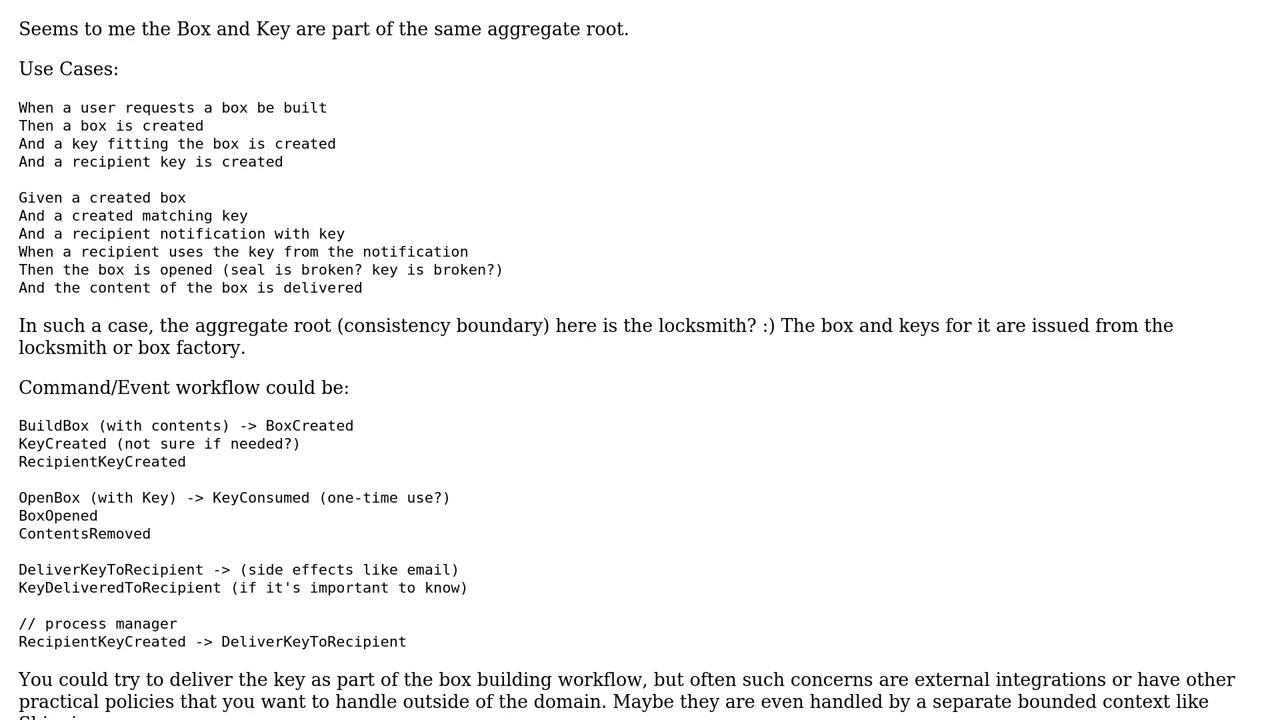 Seems to me the Box and Key are part of the same aggregate root.
Use Cases:
When a user requests a box be built
Then a box is created
And a key fitting the box is created
And a recipient key is created
Given a created box
And a created matching key
And a recipient notification with key
When a recipient uses the key from the notification
Then the box is opened (seal is broken? key is broken?)
And the content of the box is delivered
In such a case, the aggregate root (consistency boundary) here is the locksmith? :) The box and keys for it are issued from the
locksmith or box factory.
Command/Event workflow could be:
BuildBox (with contents) -> BoxCreated
KeyCreated (not sure if needed?)
RecipientKeyCreated
OpenBox (with Key) -> KeyConsumed (one-time use?)
BoxOpened
ContentsRemoved
DeliverKeyToRecipient -> (side effects like email)
KeyDeliveredToRecipient (if it's important to know)
// process manager
RecipientKeyCreated -> DeliverKeyToRecipient
You could try to deliver the key as part of the box building workflow, but often such concerns are external integrations or have other
practical policies that you want to handle outside of the domain. Maybe they are even handled by a separate bounded context like